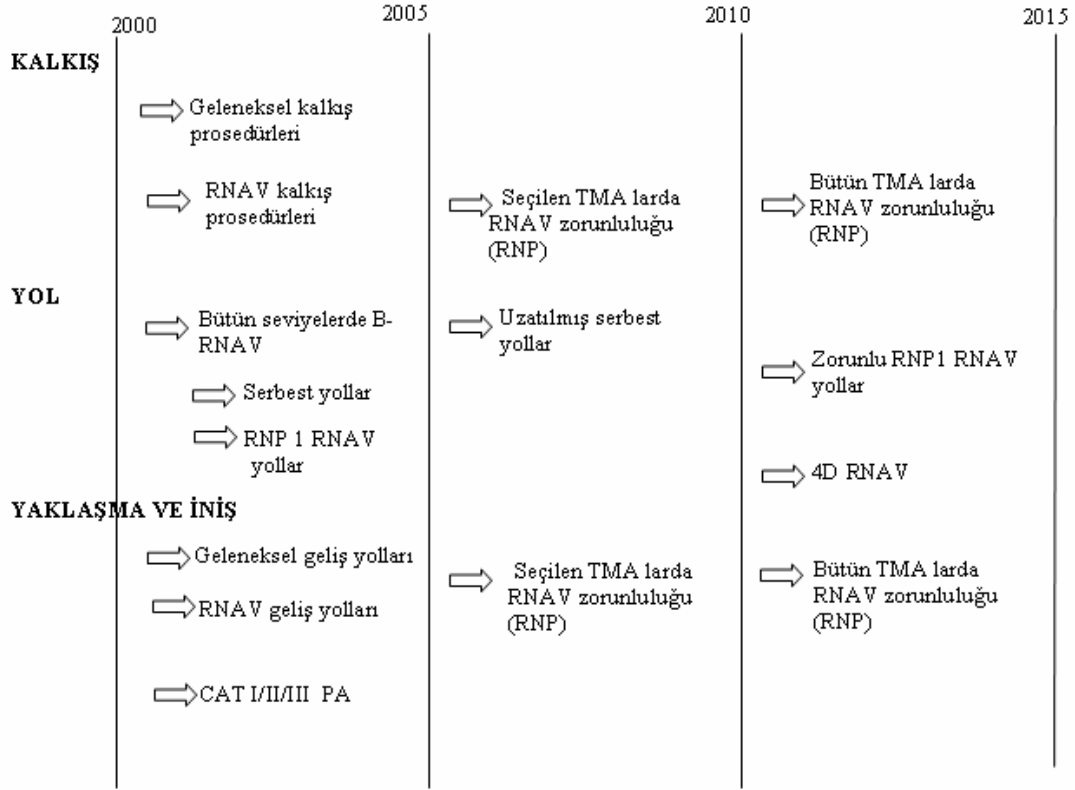 2000
2005
2010
2015
KALKIŞ
Geleneksel kalkış
prosedürleri
RNAV kalkış
prosedürleri
Seçilen TMA larda
RNAV zorunluluğu
(RNP)
Bütün TMA larda
RNAV zorunluluğu
(RNP)
YOL
Bütün seviyelerde B-
RNAV
Serbest yollar
RNP 1 RNAV
yollar
Uzatılmış serbest
yollar
Zorunlu RNP1 RNAV
yollar
4D RNAV
YAKLAŞMA VE İNİŞ
Geleneksel geliş yolları
RNAV geliş yolları
CAT I/II/III PA
Seçilen TMA larda
RNAV zorunluluğu
(RNP)
Bütün TMA larda
RNAV zorunluluğu
(RNP)